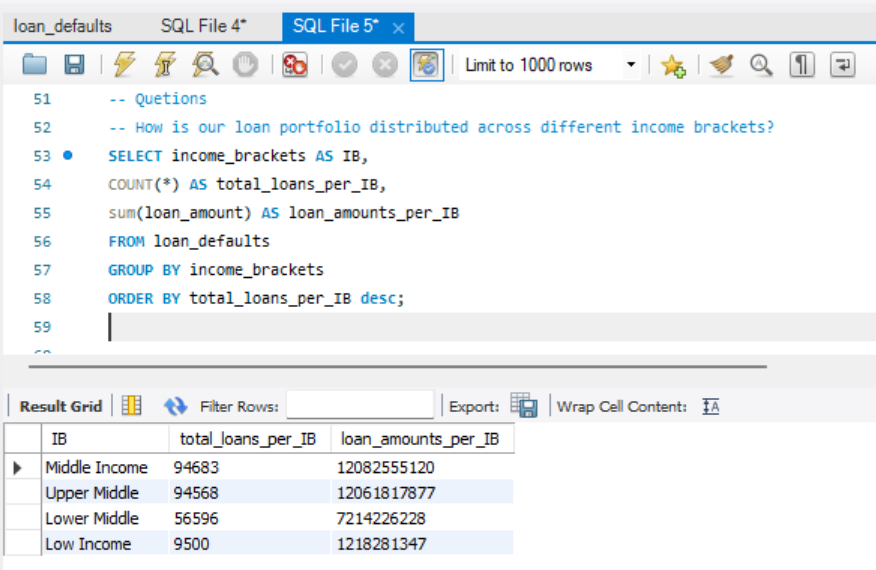 loan_defaults SQL File 4* SQL File 5* ×
Limit to 1000 rows
51 -- Quetions
52 -- How is our loan portfolio distributed across different income brackets?
53 SELECT income_brackets AS IB,
54 COUNT(*) AS total_loans_per_IB,
55 sum(loan_amount) AS loan_amounts_per_IB
56 FROM loan_defaults
57 GROUP BY income_brackets
58 ORDER BY total_loans_per_IB desc;
59
Result Grid Filter Rows: Export: Wrap Cell Content:
IB total_loans_per_IB loan_amounts_per_IB
Middle Income 94683 12082555120
Upper Middle 94568 12061817877
Lower Middle 56596 7214226228
Low Income 9500 1218281347